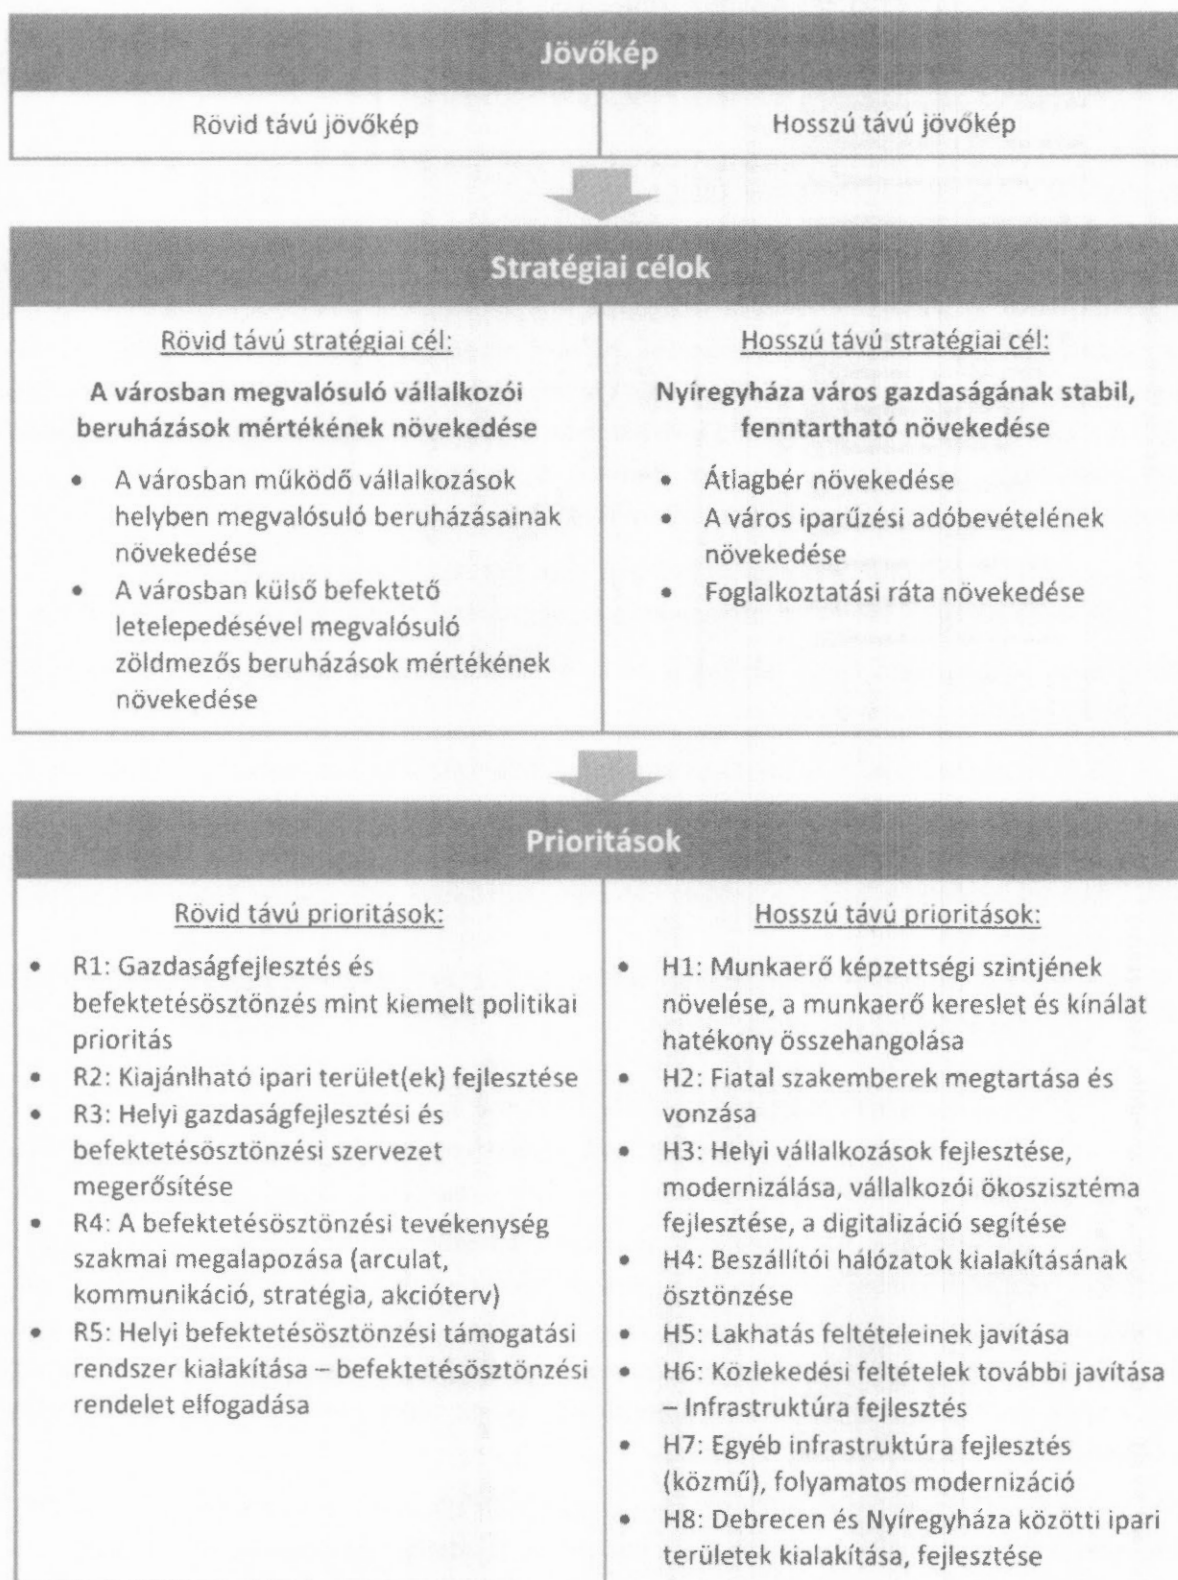 Jövőkép
Rövid távú jövőkép
Hosszú távú jövőkép
Stratégiai célok
Rövid távú stratégiai cél:
A városban megvalósuló vállalkozói
beruházások mértékének növekedése
• A városban működő vállalkozások
helyben megvalósuló beruházásainak
növekedése
• A városban külső befektető
letelepedésével megvalósuló
zöldmezős beruházások mértékének
növekedése
Hosszú távú stratégiai cél:
Nyíregyháza város gazdaságának stabil,
fenntartható növekedése
• Átlagbér növekedése
• A város iparűzési adóbevételének
növekedése
• Foglalkoztatási ráta növekedése
Prioritások
Rövid távú prioritások:
• R1: Gazdaságfejlesztés és
befektetésösztönzés mint kiemelt politikai
prioritás
• R2: Kiajánlható ipari terület(ek) fejlesztése
• R3: Helyi gazdaságfejlesztési és
befektetésösztönzési szervezet
megerősítése
• R4: A befektetésösztönzési tevékenység
szakmai megalapozása (arculat,
kommunikáció, stratégia, akcióterv)
• R5: Helyi befektetésösztönzési támogatási
rendszer kialakítása – befektetésösztönzési
rendelet elfogadása
Hosszú távú prioritások:
• H1: Munkaerő képzettségi szintjének
növelése, a munkaerő kereslet és kínálat
hatékony összehangolása
• H2: Fiatal szakemberek megtartása és
vonzása
• H3: Helyi vállalkozások fejlesztése,
modernizálása, vállalkozói ökoszisztéma
fejlesztése, a digitalizáció segítése
• H4: Beszállítói hálózatok kialakításának
ösztönzése
• H5: Lakhatás feltételeinek javítása
• H6: Közlekedési feltételek további javítása
– Infrastruktúra fejlesztés
• H7: Egyéb infrastruktúra fejlesztés
(közmű), folyamatos modernizáció
• H8: Debrecen és Nyíregyháza közötti ipari
területek kialakítása, fejlesztése